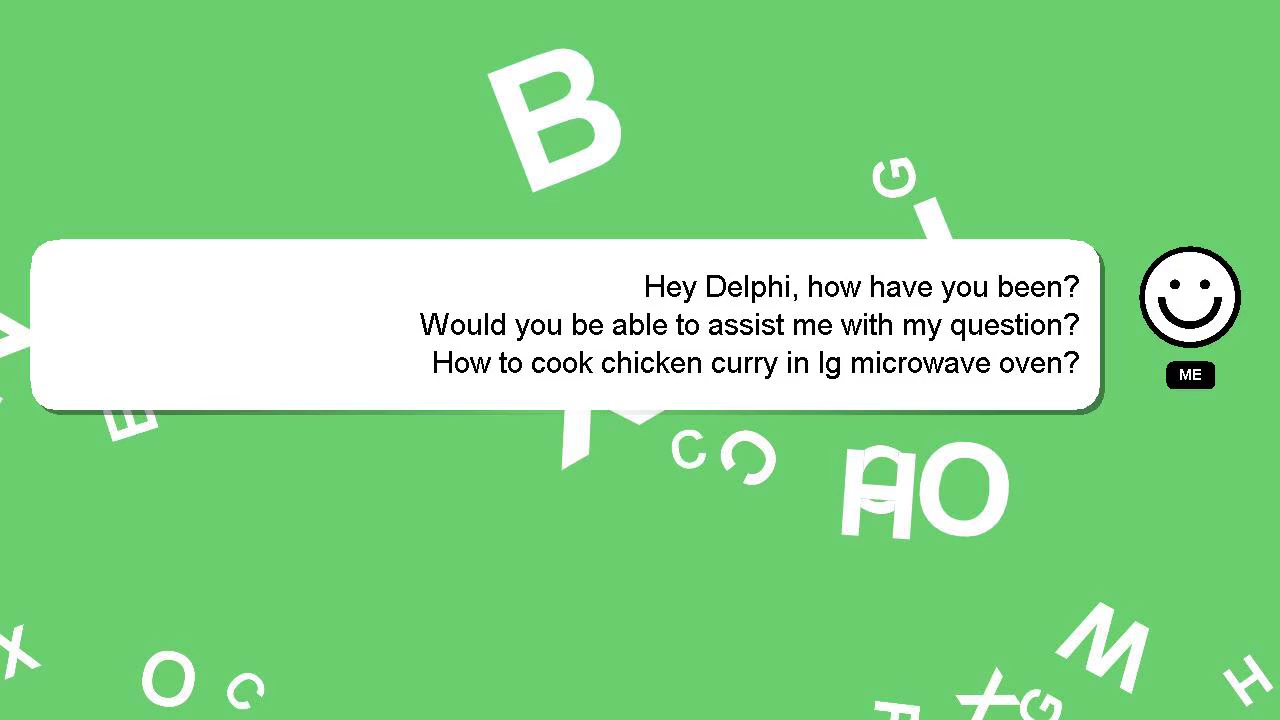 B
G
Hey Delphi, how have you been?
Would you be able to assist me with my question?
How to cook chicken curry in lg microwave oven?
ME
E
C
C
H
O
X
O
C
M
H
X
G